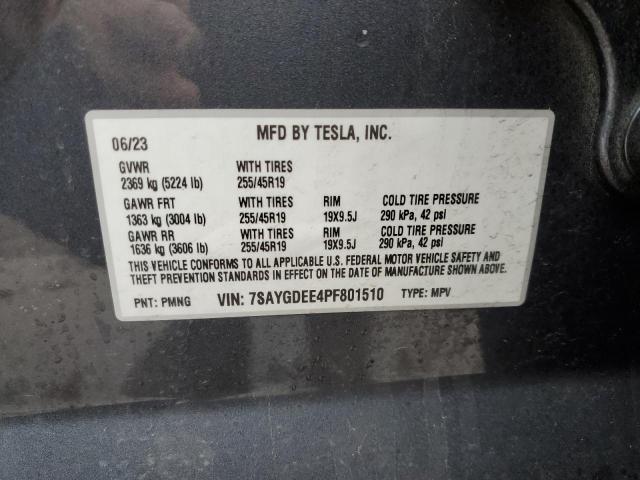 06/23 MFD BY TESLA, INC.
GVWR WITH TIRES
2369 kg (5224 lb) 255/45R19
GAWR FRT WITH TIRES RIM COLD TIRE PRESSURE
1363 kg (3004 lb) 255/45R19 19X9.5J 290 kPa, 42 psi
GAWR RR WITH TIRES RIM COLD TIRE PRESSURE
1636 kg (3606 lb) 255/45R19 19X9.5J 290 kPa, 42 psi
THIS VEHICLE CONFORMS TO ALL APPLICABLE U.S. FEDERAL MOTOR VEHICLE SAFETY AND
THEFT PREVENTION STANDARDS IN EFFECT ON THE DATE OF MANUFACTURE SHOWN ABOVE.
PNT: PMNG VIN: 7SAYGDEE4PF801510 TYPE: MPV